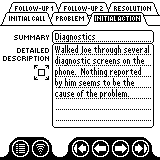 FOLLOW-UP 1 FOLLOW-UP 2 RESOLUTION
INITIAL CALL PROBLEM INITIAL ACTION
SUMMARY Diagnostics
DETAILED DESCRIPTION Walked Joe through several
diagnostic screens on the
phone. Nothing reported
by him seems to be the
cause of the problem.